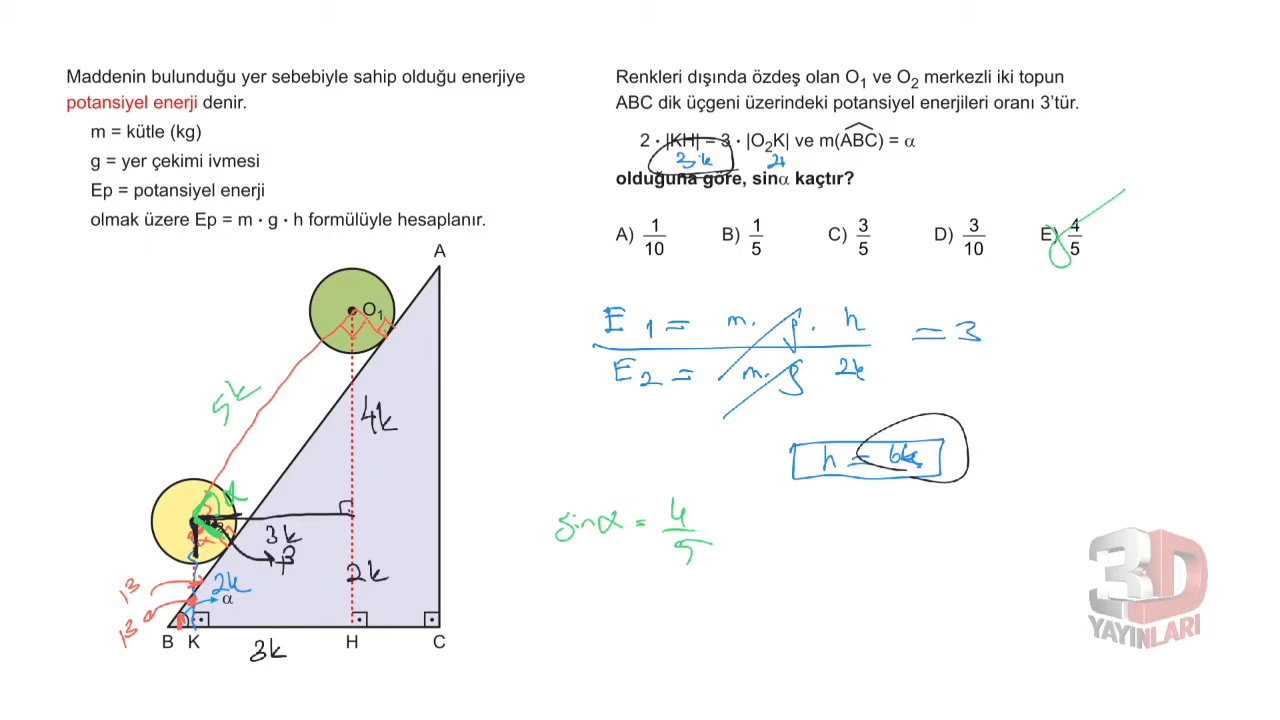 Maddenin bulunduğu yer sebebiyle sahip olduğu enerjiye
potansiyel enerji denir.
m = kütle (kg)
g = yer çekimi ivmesi
Ep = potansiyel enerji
olmak üzere Ep = m · g · h formülüyle hesaplanır.
A
O₁
5k
4k
α
3k
β
2k
2k
α
β
β
B K H C
3k
Renkleri dışında özdeş olan O₁ ve O₂ merkezli iki topun
ABC dik üçgeni üzerindeki potansiyel enerjileri oranı 3'tür.
2 · |KH| = 3 · |O₂K| ve m(ABC) = α
3k
olduğuna göre, sinα kaçtır?
A) 1/10 B) 1/5 C) 3/5 D) 3/10 E) 4/5
E1 = m. g. h = 3
E2 = m. g 2k
h = 6k
sinα = 4/5
3D
YAYINLARI